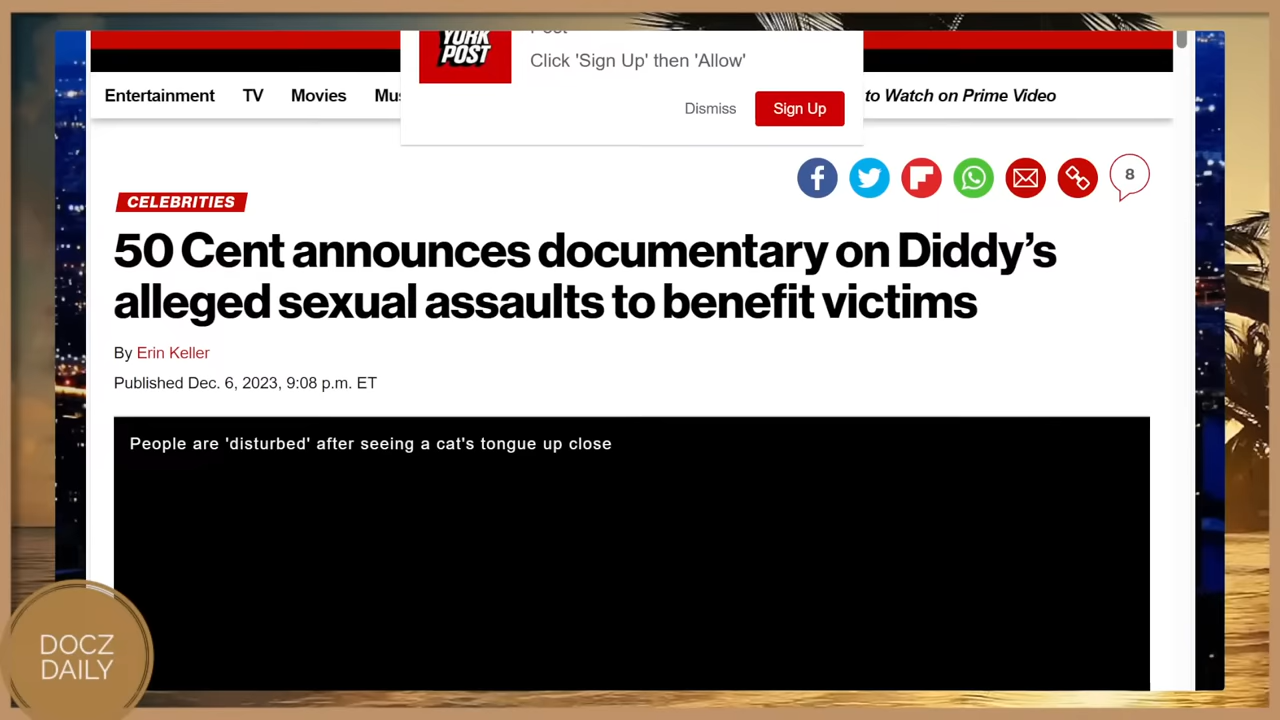 YORK
POST
Post
Click 'Sign Up' then 'Allow'
Dismiss
Sign Up
Entertainment
TV
Movies
Mus
to Watch on Prime Video
8
CELEBRITIES
50 Cent announces documentary on Diddy’s
alleged sexual assaults to benefit victims
By Erin Keller
Published Dec. 6, 2023, 9:08 p.m. ET
People are 'disturbed' after seeing a cat's tongue up close
DOCZ
DAILY